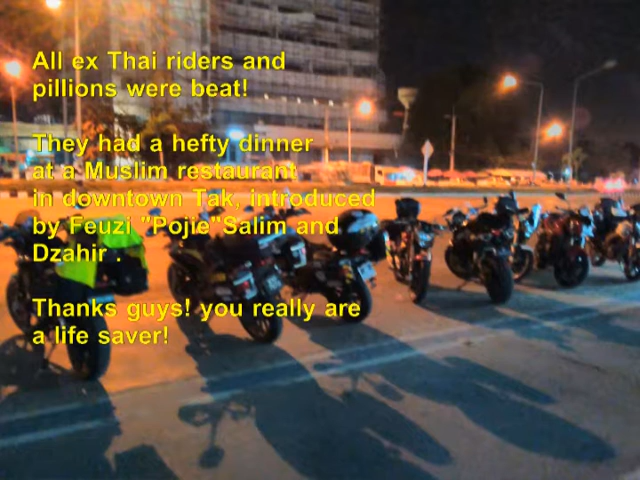 All ex Thai riders and
pillions were beat!
They had a hefty dinner
at a Muslim restaurant
in downtown Tak, introduced
by Feuzi "Pojie"Salim and
Dzahir .
Thanks guys! you really are
a life saver!